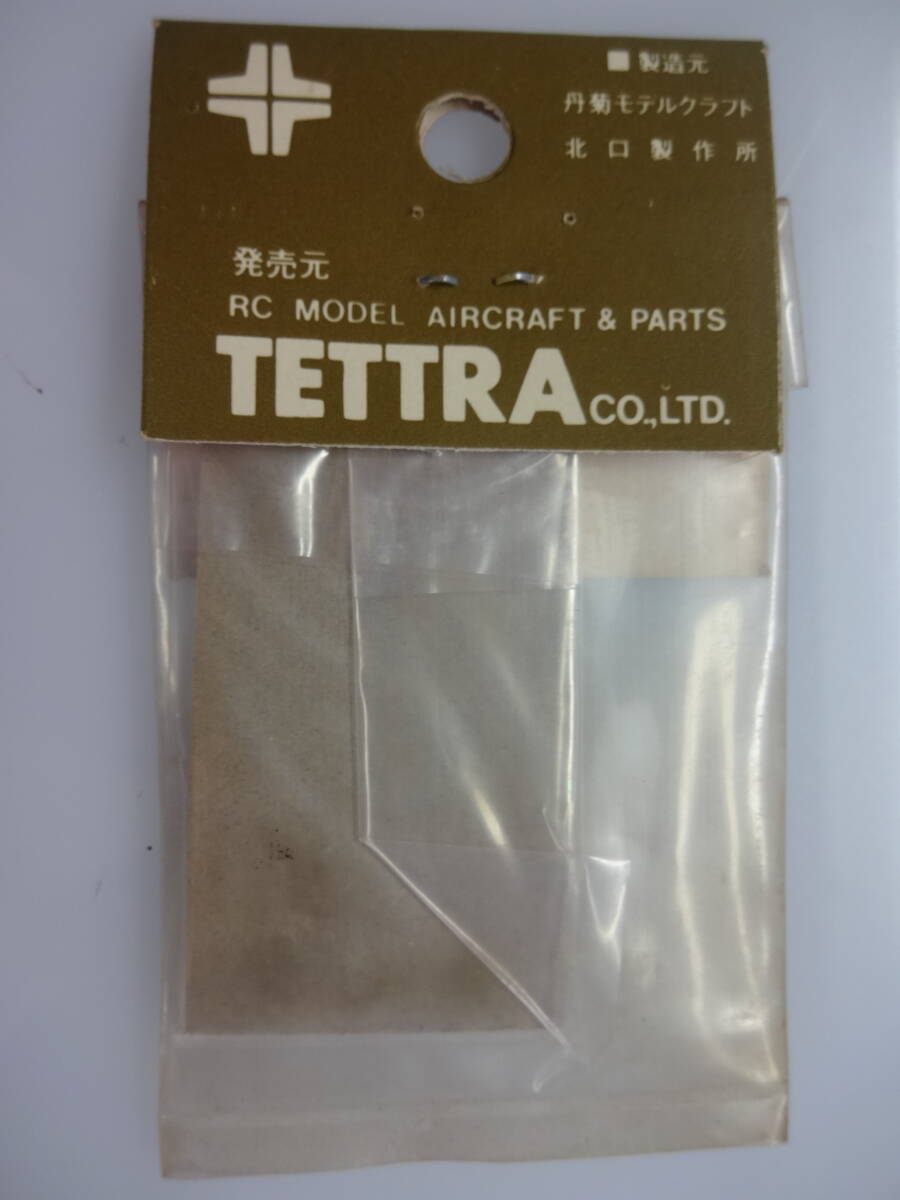 ■ 製造元
丹菊モデルクラフト
北口製作所
発売元
RC MODEL AIRCRAFT & PARTS
TETTRA CO.,LTD.